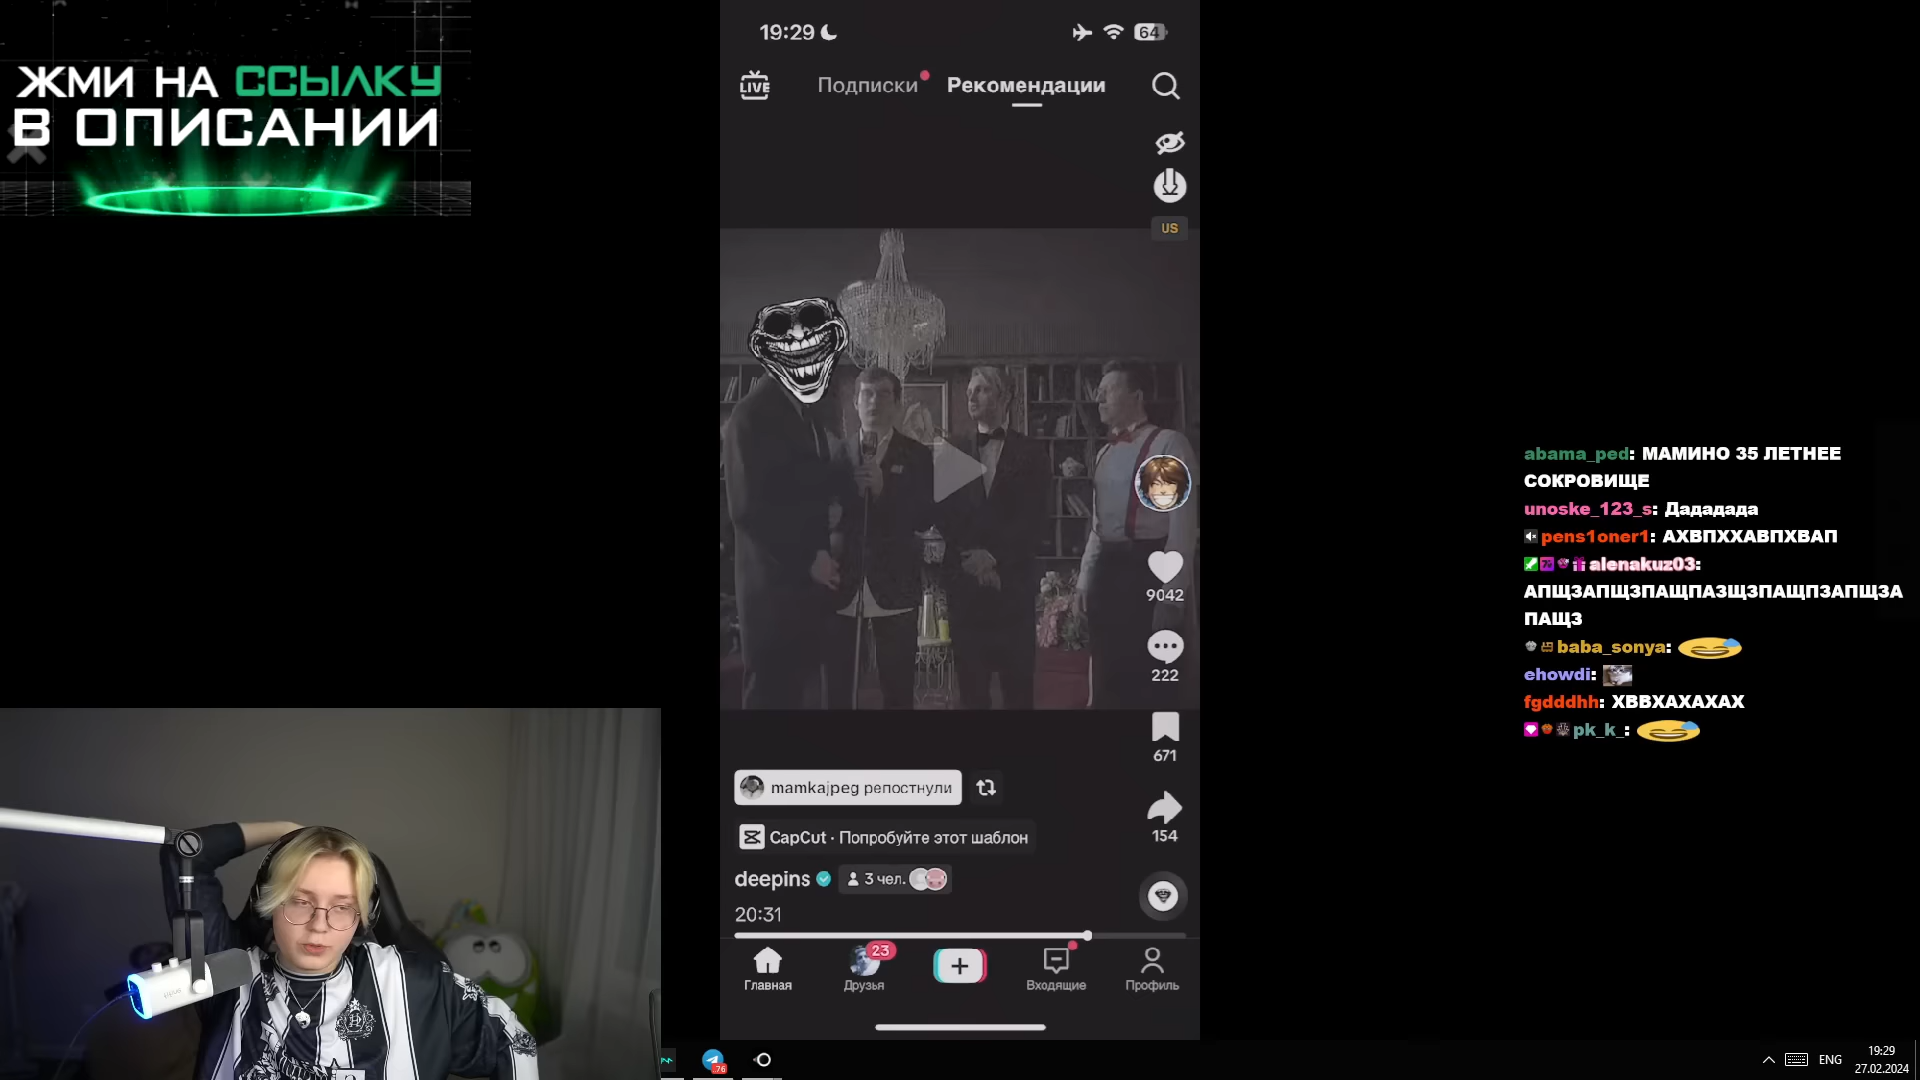 ЖМИ НА ССЫЛКУ
В ОПИСАНИИ
19:29
64
LIVE
Подписки
Рекомендации
US
9042
222
671
154
mamkajpeg репостнули
CapCut · Попробуйте этот шаблон
deepins
3 чел.
20:31
Главная
23
Друзья
Входящие
Профиль
abama_ped: МАМИНО 35 ЛЕТНЕЕ
СОКРОВИЩЕ
unoske_123_s: Дадададa
pens1oner1: АХВПХХАВПХВАП
alenakuz03:
АПЩЗАПЩЗПАЩПАЗЩЗПАЩПЗАПЩЗА
ПАЩЗ
baba_sonya:
ehowdi:
fgdddhh: ХВВХАХАХАХ
pk_k_:
76
ENG
19:29
27.02.2024